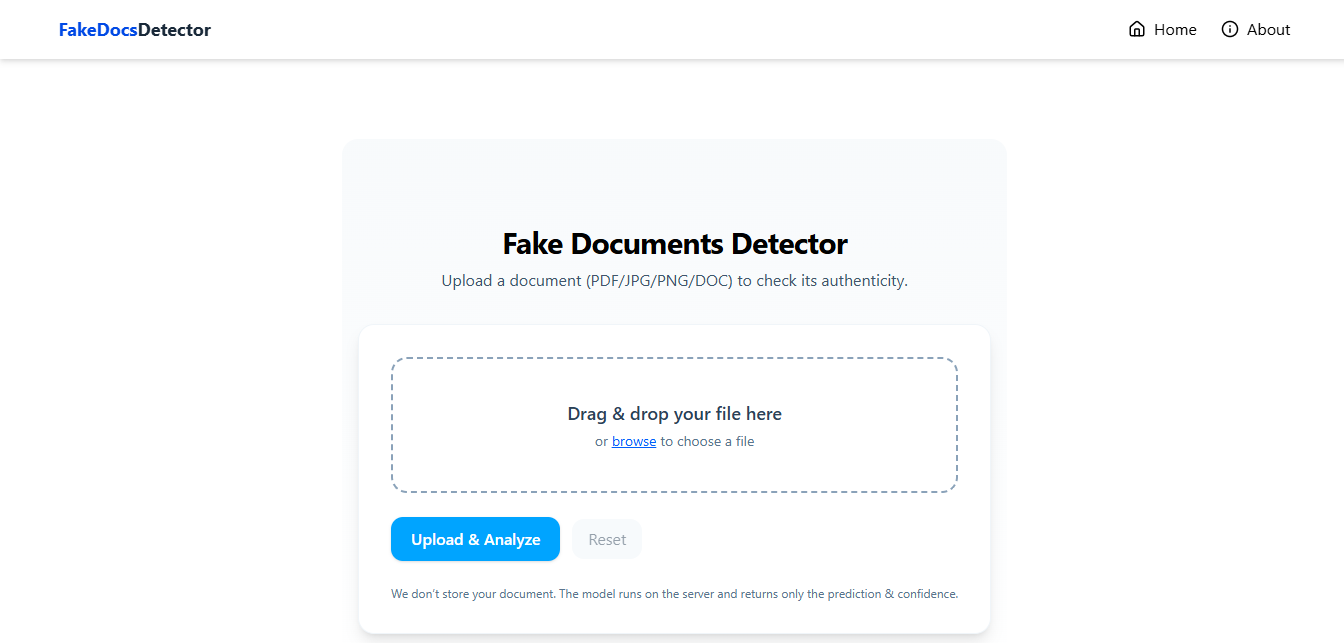 FakeDocsDetector
Home
About
Fake Documents Detector
Upload a document (PDF/JPG/PNG/DOC) to check its authenticity.
Drag & drop your file here
or browse to choose a file
Upload & Analyze
Reset
We don't store your document. The model runs on the server and returns only the prediction & confidence.